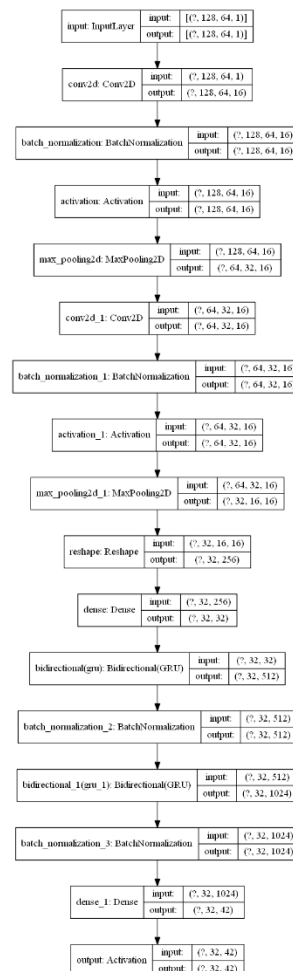 input: InputLayer
input: [(?, 128, 64, 1)]
output: [(?, 128, 64, 1)]
conv2d: Conv2D
input: (?, 128, 64, 1)
output: (?, 128, 64, 16)
batch_normalization: BatchNormalization
input: (?, 128, 64, 16)
output: (?, 128, 64, 16)
activation: Activation
input: (?, 128, 64, 16)
output: (?, 128, 64, 16)
max_pooling2d: MaxPooling2D
input: (?, 128, 64, 16)
output: (?, 64, 32, 16)
conv2d_1: Conv2D
input: (?, 64, 32, 16)
output: (?, 64, 32, 16)
batch_normalization_1: BatchNormalization
input: (?, 64, 32, 16)
output: (?, 64, 32, 16)
activation_1: Activation
input: (?, 64, 32, 16)
output: (?, 64, 32, 16)
max_pooling2d_1: MaxPooling2D
input: (?, 64, 32, 16)
output: (?, 32, 16, 16)
reshape: Reshape
input: (?, 32, 16, 16)
output: (?, 32, 256)
dense: Dense
input: (?, 32, 256)
output: (?, 32, 32)
bidirectional(gru): Bidirectional(GRU)
input: (?, 32, 32)
output: (?, 32, 512)
batch_normalization_2: BatchNormalization
input: (?, 32, 512)
output: (?, 32, 512)
bidirectional_1(gru_1): Bidirectional(GRU)
input: (?, 32, 512)
output: (?, 32, 1024)
batch_normalization_3: BatchNormalization
input: (?, 32, 1024)
output: (?, 32, 1024)
dense_1: Dense
input: (?, 32, 1024)
output: (?, 32, 42)
output: Activation
input: (?, 32, 42)
output: (?, 32, 42)